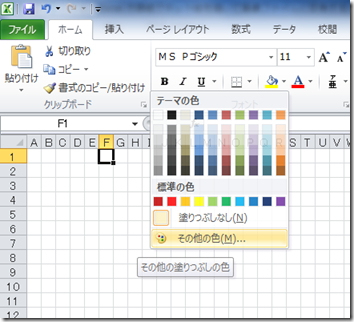 ファイル ホーム 挿入 ページ レイアウト 数式 データ 校閲
切り取り
コピー
書式のコピー/貼り付け
貼り付け
クリップボード
ＭＳ Ｐゴシック 11
B I U A
F1
テーマの色
標準の色
塗りつぶしなし(N)
その他の色(M)...
その他の塗りつぶしの色
A B C D E F G H I S T U V
1
2
3
4
5
6
7
8
9
10
11
12